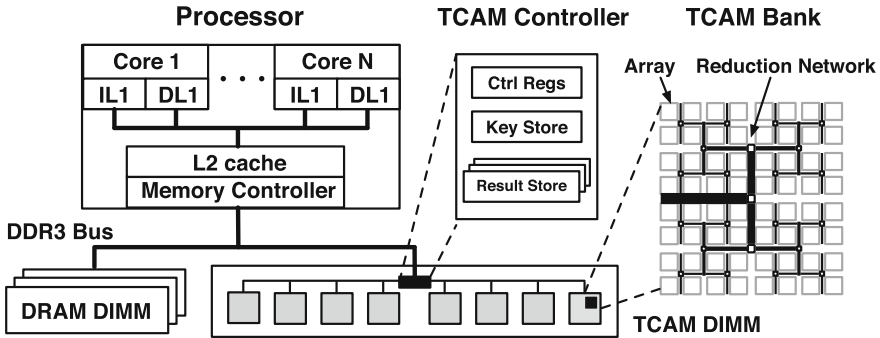 Processor
TCAM Controller
TCAM Bank
Core 1
. . .
Core N
IL1
DL1
IL1
DL1
L2 cache
Memory Controller
Ctrl Regs
Key Store
Result Store
Array
Reduction Network
DDR3 Bus
DRAM DIMM
TCAM DIMM